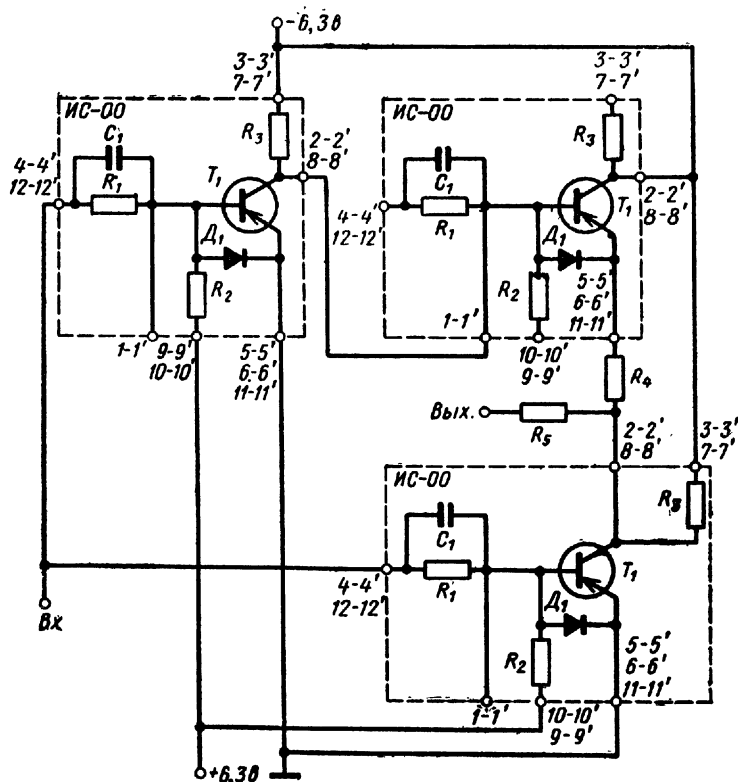 -6,3в
3-3'
7-7'
ИС-00
C1
R1
4-4'
12-12'
R3
2-2'
8-8'
T1
Д1
R2
1-1'
9-9'
10-10'
5-5'
6-6'
11-11'
3-3'
7-7'
ИС-00
R3
C1
R1
4-4'
12-12'
T1
2-2'
8-8'
Д1
R2
5-5'
6-6'
11-11'
1-1'
10-10'
9-9'
R4
Вых.
R5
2-2'
8-8'
3-3'
7-7'
ИС-00
R3
C1
R1
4-4'
12-12'
T1
Д1
R2
5-5'
6-6'
11-11'
1-1'
10-10'
9-9'
Вх
+6,3в